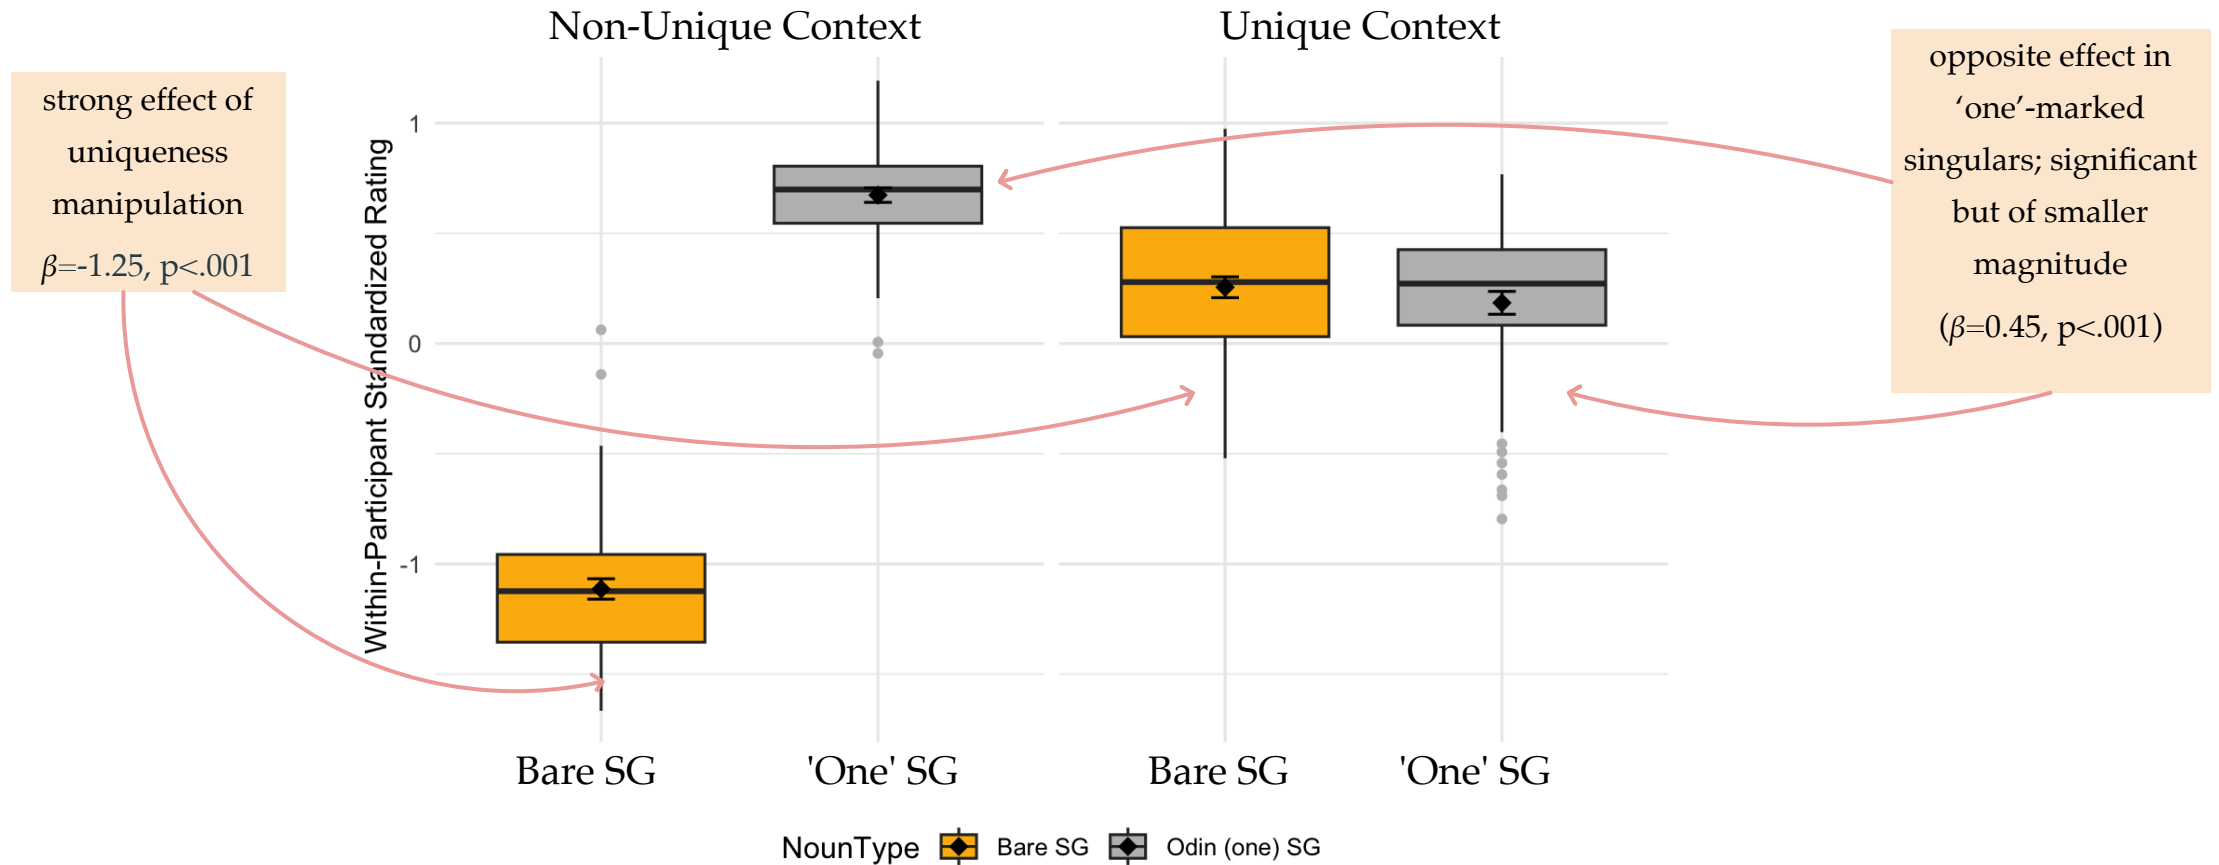 Non-Unique Context
Unique Context
strong effect of
uniqueness
manipulation
β=-1.25, p<.001
opposite effect in
‘one’-marked
singulars; significant
but of smaller
magnitude
(β=0.45, p<.001)
Within-Participant Standardized Rating
1
0
-1
Bare SG
'One' SG
Bare SG
'One' SG
NounType Bare SG Odin (one) SG